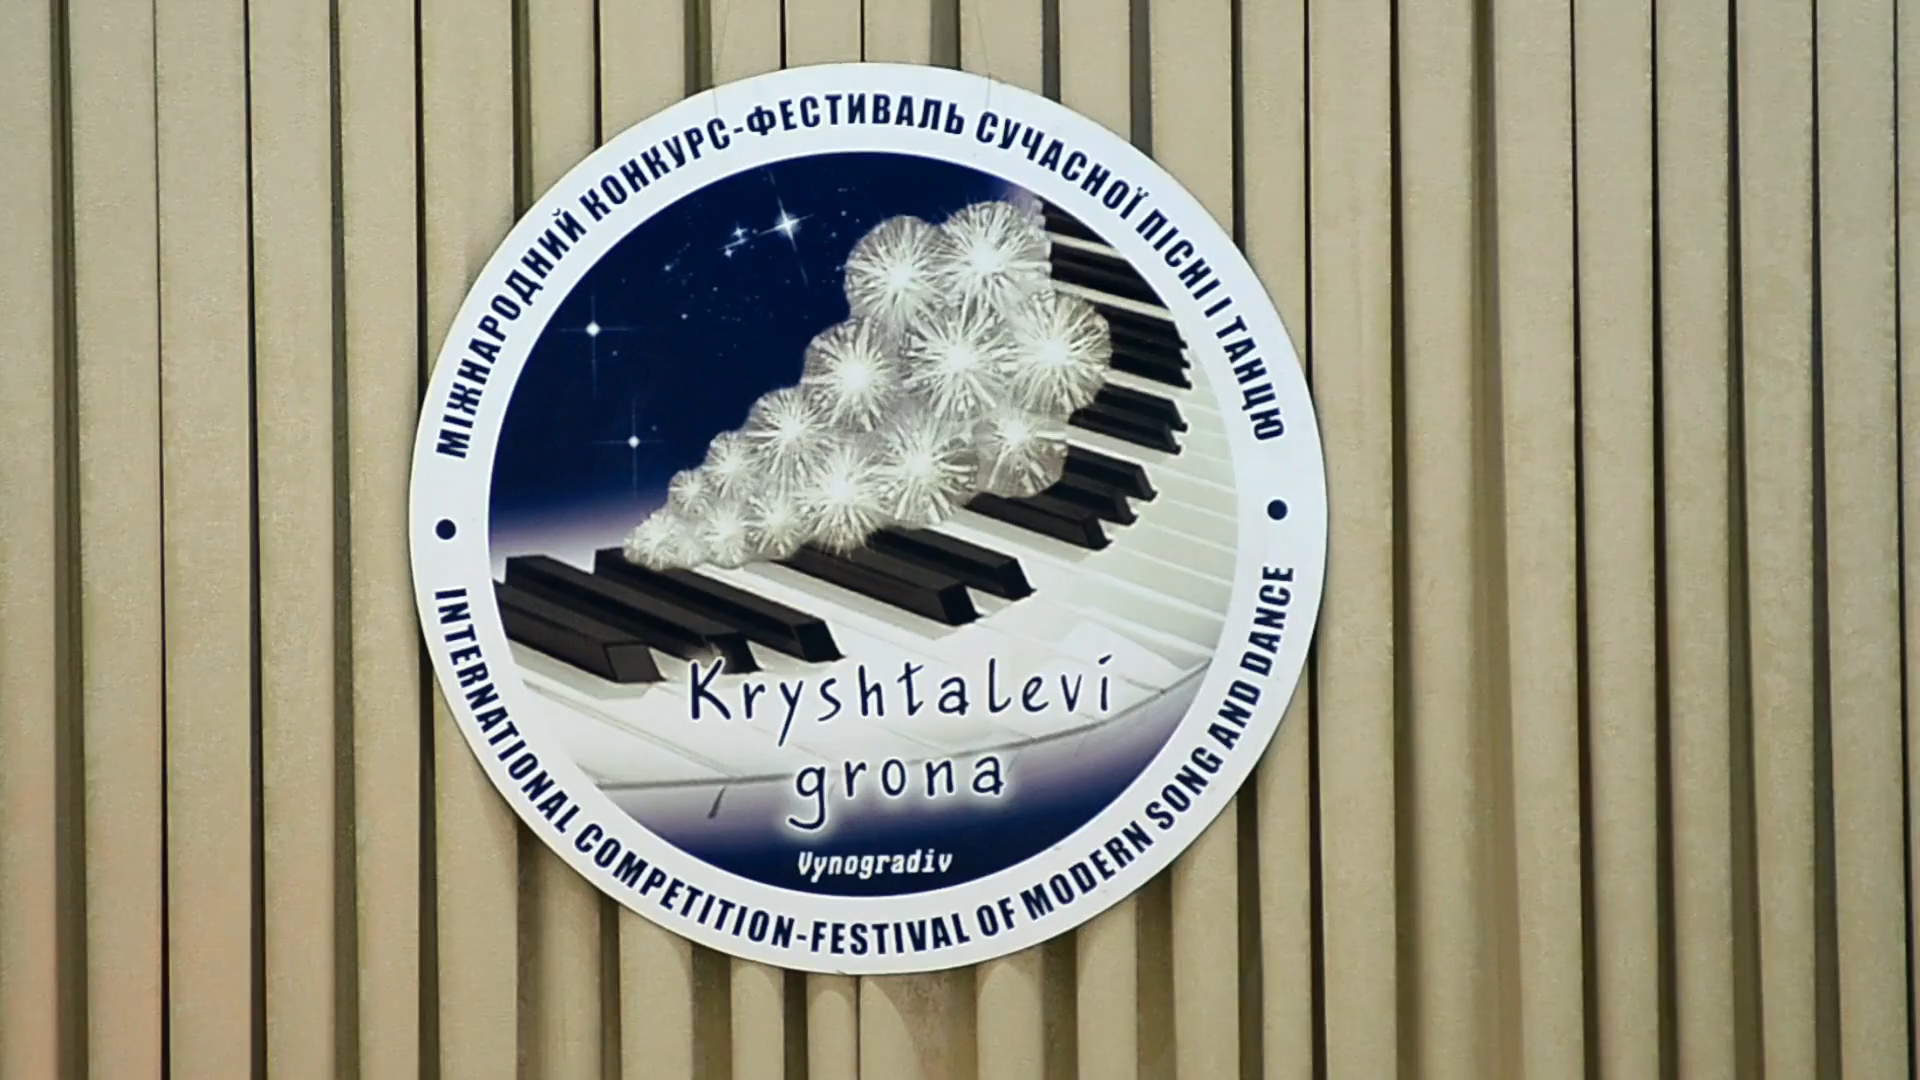 МІЖНАРОДНИЙ КОНКУРС-ФЕСТИВАЛЬ СУЧАСНОЇ ПІСНІ І ТАНЦЮ
Kryshtalevi
grona
Vynogradiv
INTERNATIONAL COMPETITION-FESTIVAL OF MODERN SONG AND DANCE